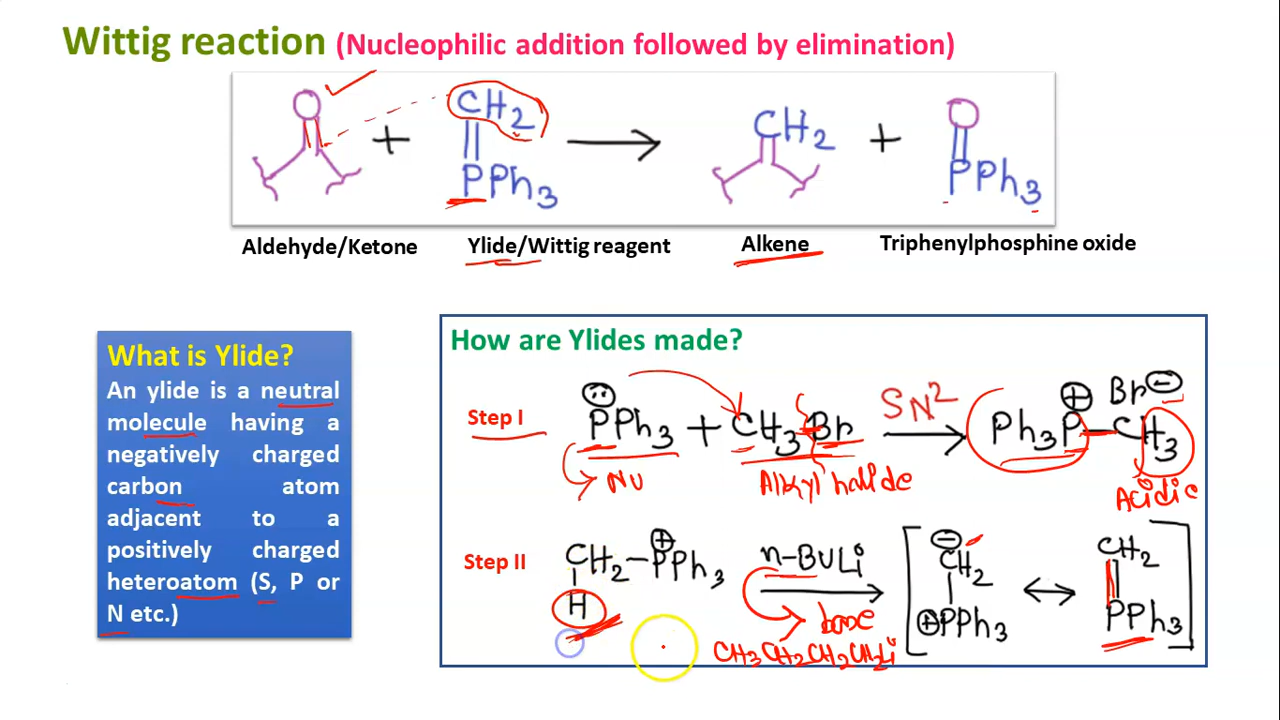 Wittig reaction (Nucleophilic addition followed by elimination)
O + CH2 PPh3 → CH2 + O PPh3
Aldehyde/Ketone Ylide/Wittig reagent Alkene Triphenylphosphine oxide
What is Ylide?
An ylide is a neutral
molecule having a
negatively charged
carbon atom
adjacent to a
positively charged
heteroatom (S, P or
N etc.)
How are Ylides made?
Step I PPh3 + CH3Br SN2 → Ph3P⊕–CH3 Br⊖
Nu Alkyl halide Acidic
Step II CH2–⊕PPh3 n-BULi → [⊖CH2 ⊕PPh3 ↔ CH2 PPh3]
H base
CH3CH2CH2CH2Li